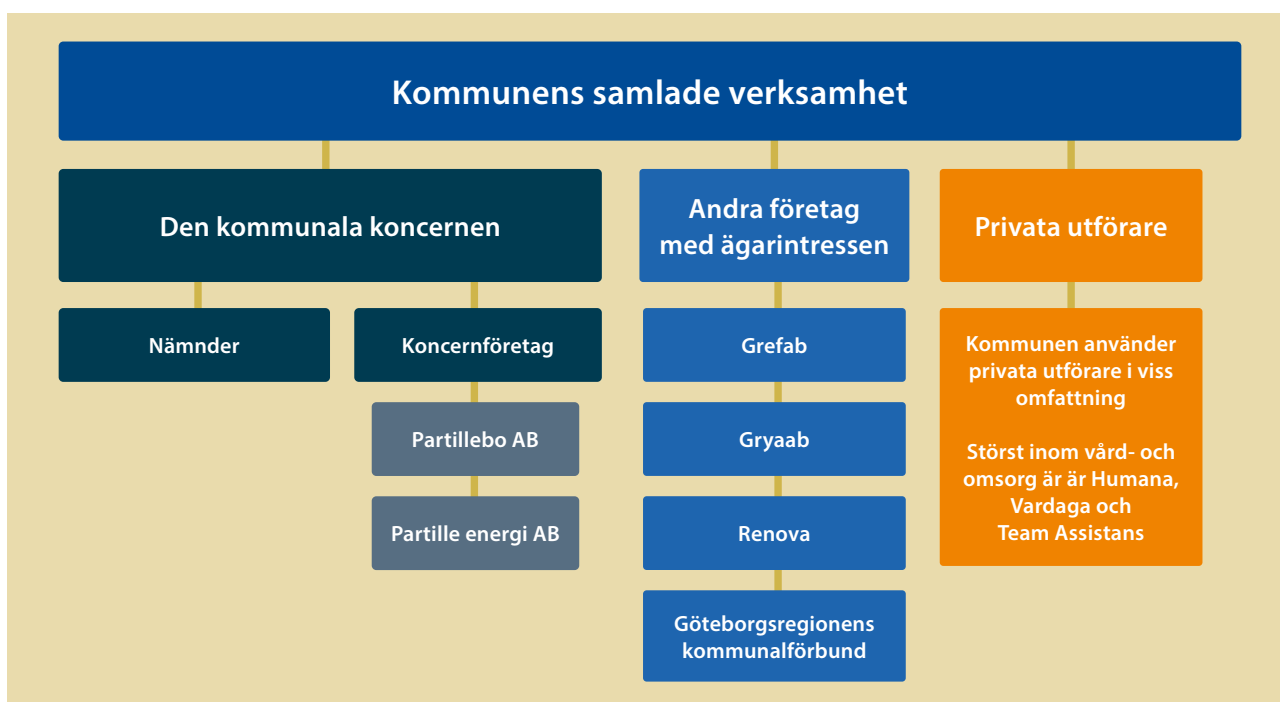 Kommunens samlade verksamhet
Den kommunala koncernen
Andra företag
med ägarintressen
Privata utförare
Nämnder
Koncernföretag
Partillebo AB
Partille energi AB
Grefab
Gryaab
Renova
Göteborgsregionens
kommunalförbund
Kommunen använder
privata utförare i viss
omfattning
Störst inom vård- och
omsorg är är Humana,
Vardaga och
Team Assistans